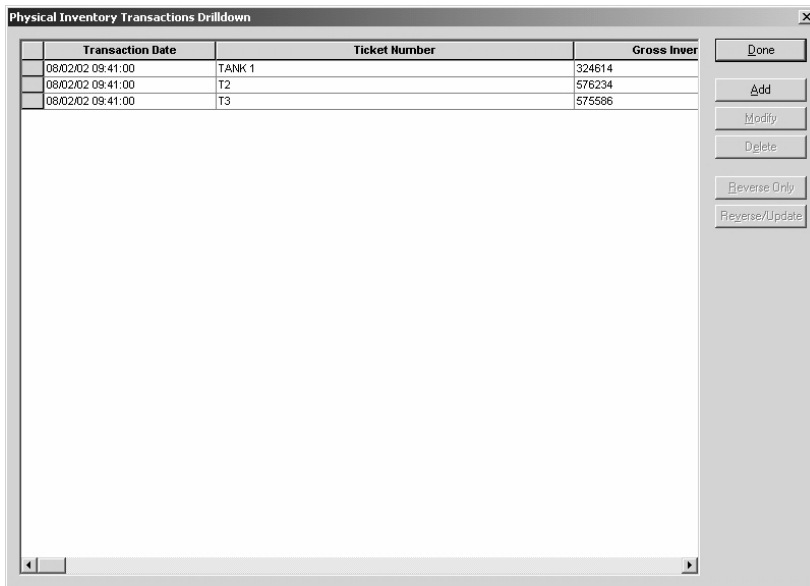 Physical Inventory Transactions Drilldown
Transaction Date Ticket Number Gross Inver
08/02/02 09:41:00 TANK 1 324614
08/02/02 09:41:00 T2 576234
08/02/02 09:41:00 T3 575586
Done
Add
Modify
Delete
Reverse Only
Reverse/Update